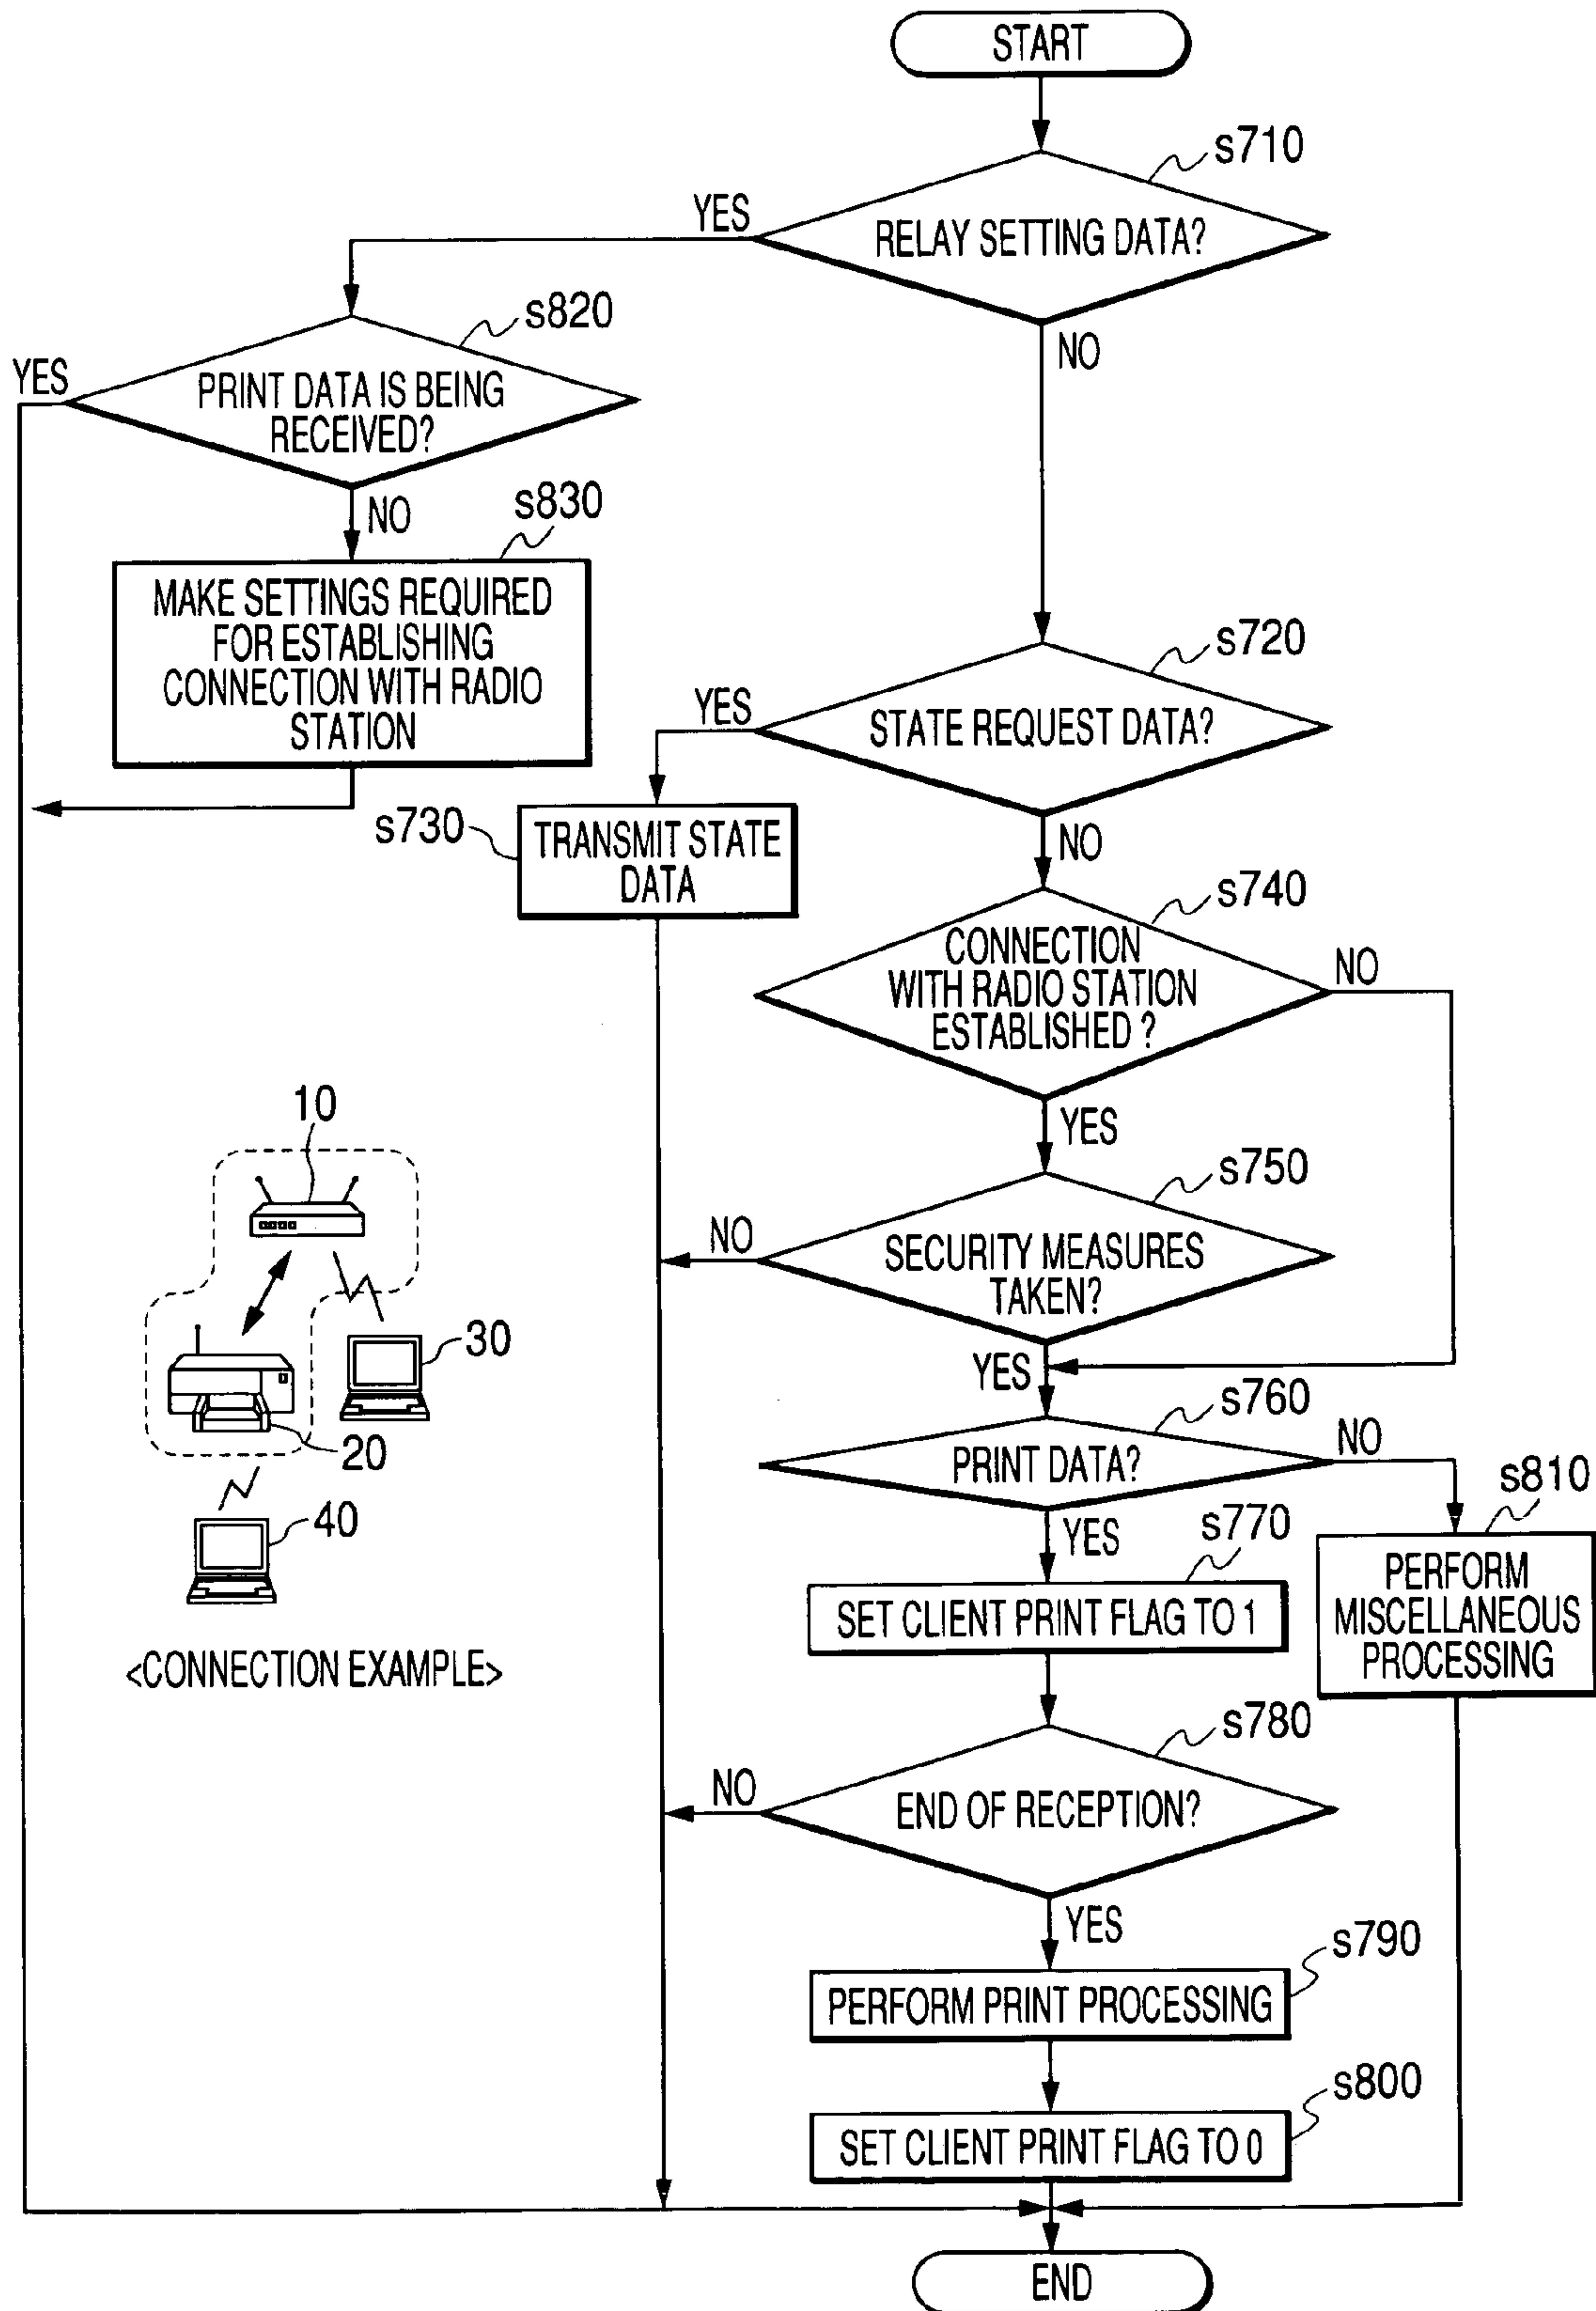 START
s710
YES
RELAY SETTING DATA?
NO
s820
YES
PRINT DATA IS BEING
RECEIVED?
NO
s830
MAKE SETTINGS REQUIRED
FOR ESTABLISHING
CONNECTION WITH RADIO
STATION
s720
YES
STATE REQUEST DATA?
NO
s730
TRANSMIT STATE
DATA
s740
CONNECTION
WITH RADIO STATION
ESTABLISHED ?
NO
YES
s750
NO
SECURITY MEASURES
TAKEN?
YES
10
30
20
40
<CONNECTION EXAMPLE>
s760
PRINT DATA?
NO
YES
s810
PERFORM
MISCELLANEOUS
PROCESSING
s770
SET CLIENT PRINT FLAG TO 1
s780
NO
END OF RECEPTION?
YES
s790
PERFORM PRINT PROCESSING
s800
SET CLIENT PRINT FLAG TO 0
END